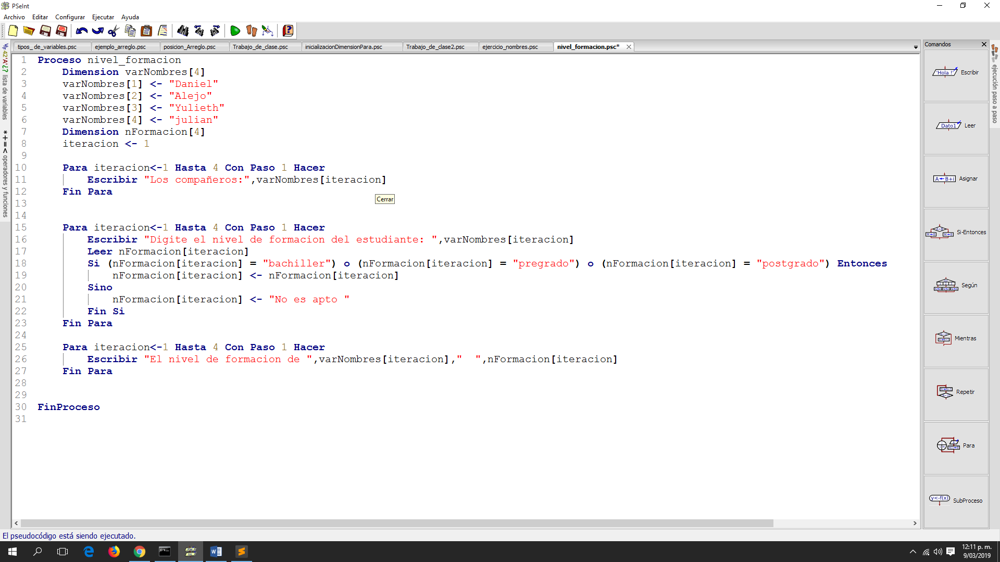 PSeInt
Archivo Editar Configurar Ejecutar Ayuda
tipos_de_variables.psc ejemplo_arreglo.psc posicion_Arreglo.psc Trabajo_de_clase.psc inicializacionDimensionPara.psc Trabajo_de_clase2.psc ejercicio_nombres.psc nivel_formacion.psc*
1 Proceso nivel_formacion
2 Dimension varNombres[4]
3 varNombres[1] <- "Daniel"
4 varNombres[2] <- "Alejo"
5 varNombres[3] <- "Yulieth"
6 varNombres[4] <- "julian"
7 Dimension nFormacion[4]
8 iteracion <- 1
9
10 Para iteracion<-1 Hasta 4 Con Paso 1 Hacer
11 Escribir "Los compañeros:",varNombres[iteracion]
12 Fin Para
Cerrar
13
14
15 Para iteracion<-1 Hasta 4 Con Paso 1 Hacer
16 Escribir "Digite el nivel de formacion del estudiante: ",varNombres[iteracion]
17 Leer nFormacion[iteracion]
18 Si (nFormacion[iteracion] = "bachiller") o (nFormacion[iteracion] = "pregrado") o (nFormacion[iteracion] = "postgrado") Entonces
19 nFormacion[iteracion] <- nFormacion[iteracion]
20 Sino
21 nFormacion[iteracion] <- "No es apto "
22 Fin Si
23 Fin Para
24
25 Para iteracion<-1 Hasta 4 Con Paso 1 Hacer
26 Escribir "El nivel de formacion de ",varNombres[iteracion],"  ",nFormacion[iteracion]
27 Fin Para
28
29
30 FinProceso
31
lista de variables
*+=< operadores y funciones
Comandos
'Hola !' Escribir
Dato1 Leer
A←B+i Asignar
Si-Entonces
Según
Mientras
Repetir
Para
y<-f(x) SubProceso
ejecución paso a paso
El pseudocódigo está siendo ejecutado.
12:11 p. m.
9/03/2019